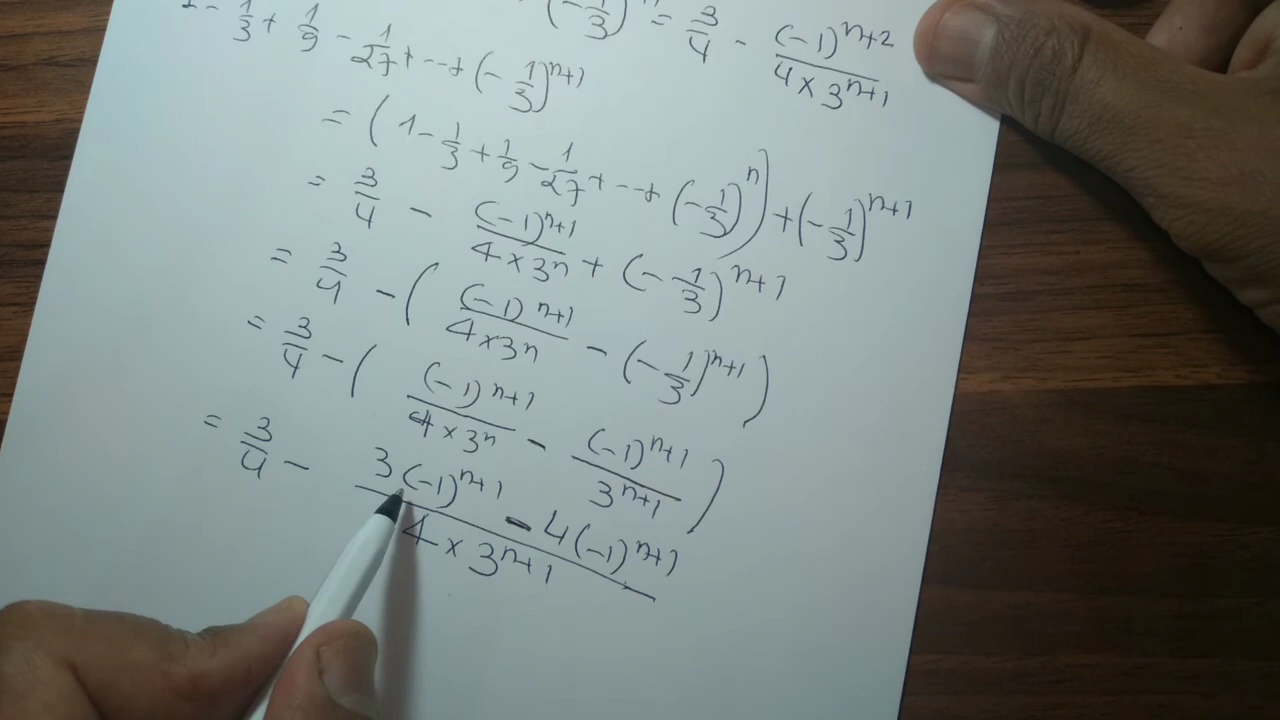 (-1/3)^n = 3/4 - (-1)^(n+2) / (4 × 3^(n+1))
1 - 1/3 + 1/9 - 1/27 + --+ (-1/3)^(n+1)
= (1 - 1/3 + 1/9 - 1/27 + --+ (-1/3)^n) + (-1/3)^(n+1)
= 3/4 - (-1)^(n+1) / (4 × 3^n) + (-1/3)^(n+1)
= 3/4 - ((-1)^(n+1) / (4 × 3^n) - (-1/3)^(n+1))
= 3/4 - ((-1)^(n+1) / (4 × 3^n) - (-1)^(n+1) / 3^(n+1))
= 3/4 - (3(-1)^(n+1) - 4(-1)^(n+1)) / (4 × 3^(n+1))